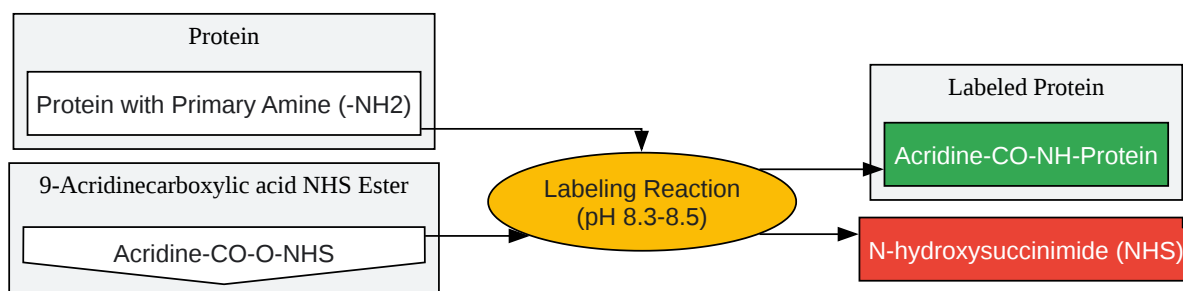 Protein
Protein with Primary Amine (-NH2)
9-Acridinecarboxylic acid NHS Ester
Acridine-CO-O-NHS
Labeling Reaction
(pH 8.3-8.5)
Labeled Protein
Acridine-CO-NH-Protein
N-hydroxysuccinimide (NHS)